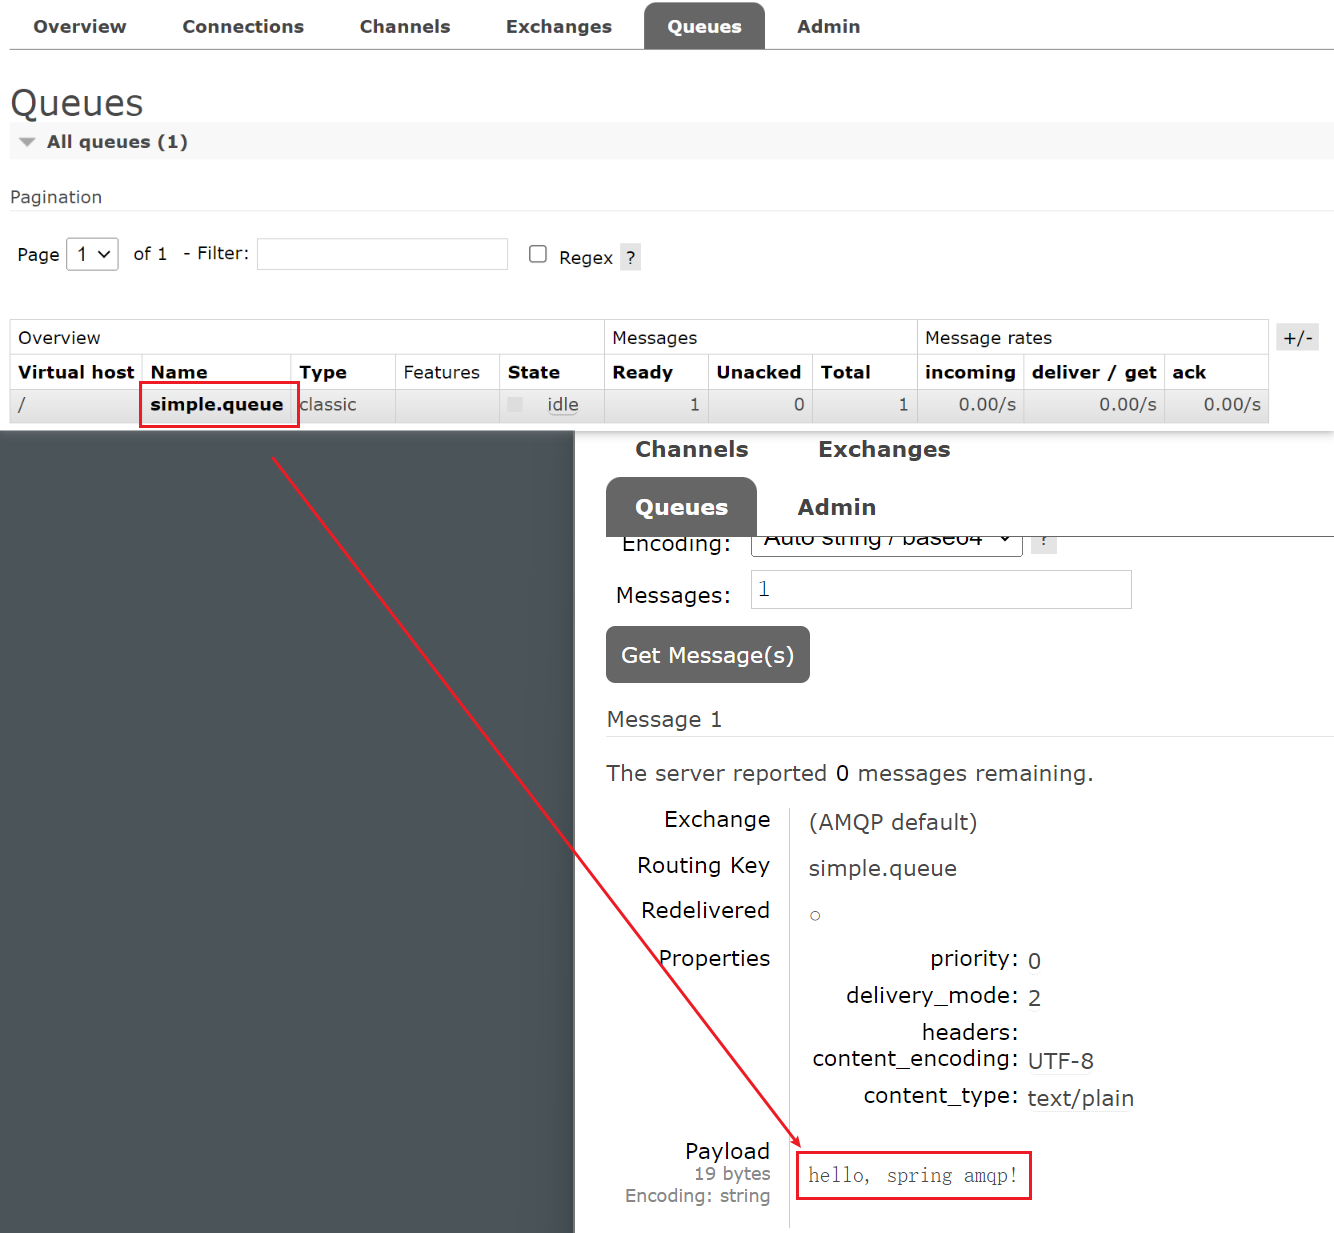 Overview Connections Channels Exchanges Queues Admin
Queues
All queues (1)
Pagination
Page 1 of 1 - Filter: Regex ?
Overview Messages Message rates +/-
Virtual host Name Type Features State Ready Unacked Total incoming deliver / get ack
/ simple.queue classic idle 1 0 1 0.00/s 0.00/s 0.00/s
Channels Exchanges
Queues Admin
Encoding: Auto string / base64 ?
Messages: 1
Get Message(s)
Message 1
The server reported 0 messages remaining.
Exchange (AMQP default)
Routing Key simple.queue
Redelivered ○
Properties priority: 0
delivery_mode: 2
headers:
content_encoding: UTF-8
content_type: text/plain
Payload
19 bytes
Encoding: string
hello, spring amqp!